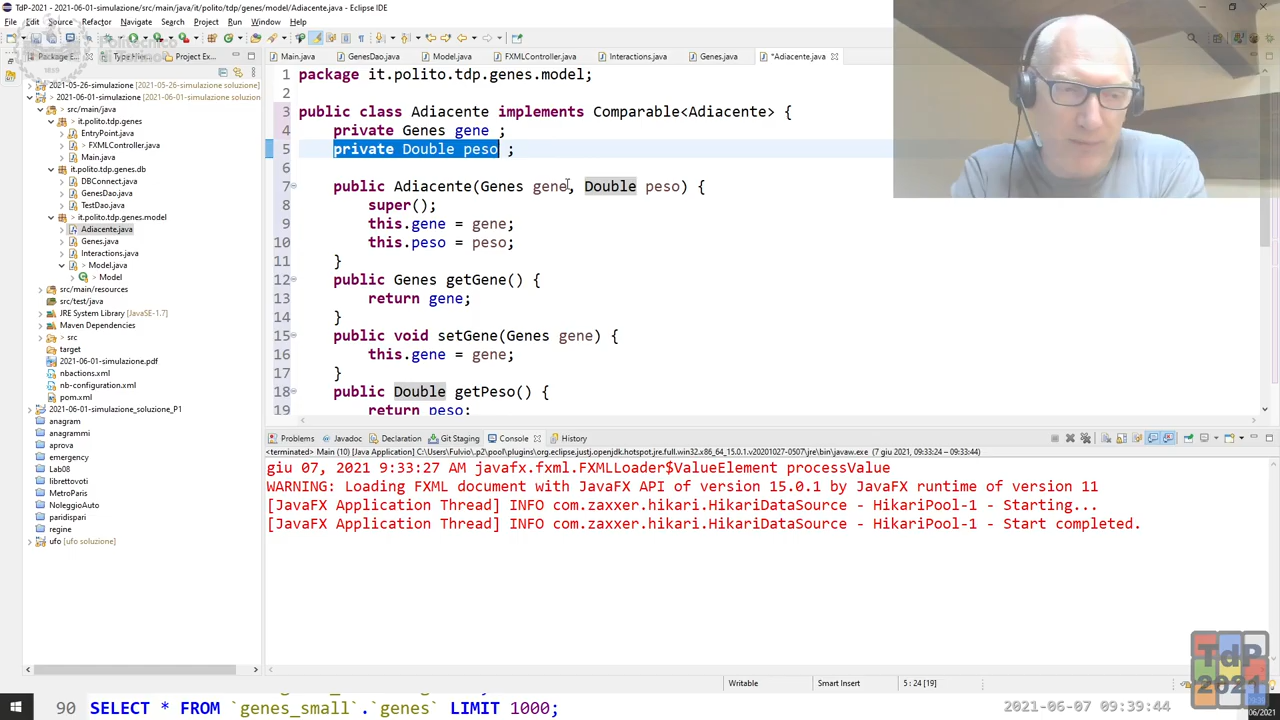 TdP-2021 - 2021-06-01-simulazione/src/main/java/it/polito/tdp/genes/model/Adiacente.java - Eclipse IDE
File Edit Source Refactor Navigate Search Project Run Window Help
Main.java GenesDao.java Model.java FXMLController.java Interactions.java Genes.java *Adiacente.java
2021-05-26-simulazione [2021-05-26-simulazione soluzione]
> 2021-06-01-simulazione [2021-06-01-simulazione soluzion
src/main/java
it.polito.tdp.genes
EntryPoint.java
> FXMLController.java
Main.java
it.polito.tdp.genes.db
DBConnect.java
GenesDao.java
TestDao.java
> it.polito.tdp.genes.model
Adiacente.java
Genes.java
Interactions.java
> Model.java
> Model
src/main/resources
src/test/java
JRE System Library [JavaSE-1.7]
Maven Dependencies
> src
target
2021-06-01-simulazione.pdf
nbactions.xml
nb-configuration.xml
pom.xml
2021-06-01-simulazione_soluzione_P1
anagram
anagrammi
aprova
emergency
Lab08
librettovoti
MetroParis
NoleggioAuto
paridispari
regine
ufo [ufo soluzione]
1 package it.polito.tdp.genes.model;
2
3 public class Adiacente implements Comparable<Adiacente> {
4 private Genes gene ;
5 private Double peso ;
6
7 public Adiacente(Genes gene, Double peso) {
8 super();
9 this.gene = gene;
10 this.peso = peso;
11 }
12 public Genes getGene() {
13 return gene;
14 }
15 public void setGene(Genes gene) {
16 this.gene = gene;
17 }
18 public Double getPeso() {
19 return peso;
Problems Javadoc Declaration Git Staging Console History
<terminated> Main (10) [Java Application] C:\Users\Fulvio\.p2\pool\plugins\org.eclipse.justj.openjdk.hotspot.jre.full.win32.x86_64_15.0.1.v20201027-0507\jre\bin\javaw.exe (7 giu 2021, 09:33:24 – 09:33:44)
giu 07, 2021 9:33:27 AM javafx.fxml.FXMLLoader$ValueElement processValue
WARNING: Loading FXML document with JavaFX API of version 15.0.1 by JavaFX runtime of version 11
[JavaFX Application Thread] INFO com.zaxxer.hikari.HikariDataSource - HikariPool-1 - Starting...
[JavaFX Application Thread] INFO com.zaxxer.hikari.HikariDataSource - HikariPool-1 - Start completed.
Writable Smart Insert 5 : 24 [19]
90 SELECT * FROM `genes_small`.`genes` LIMIT 1000;
2021-06-07 09:39:44
TdP
2021